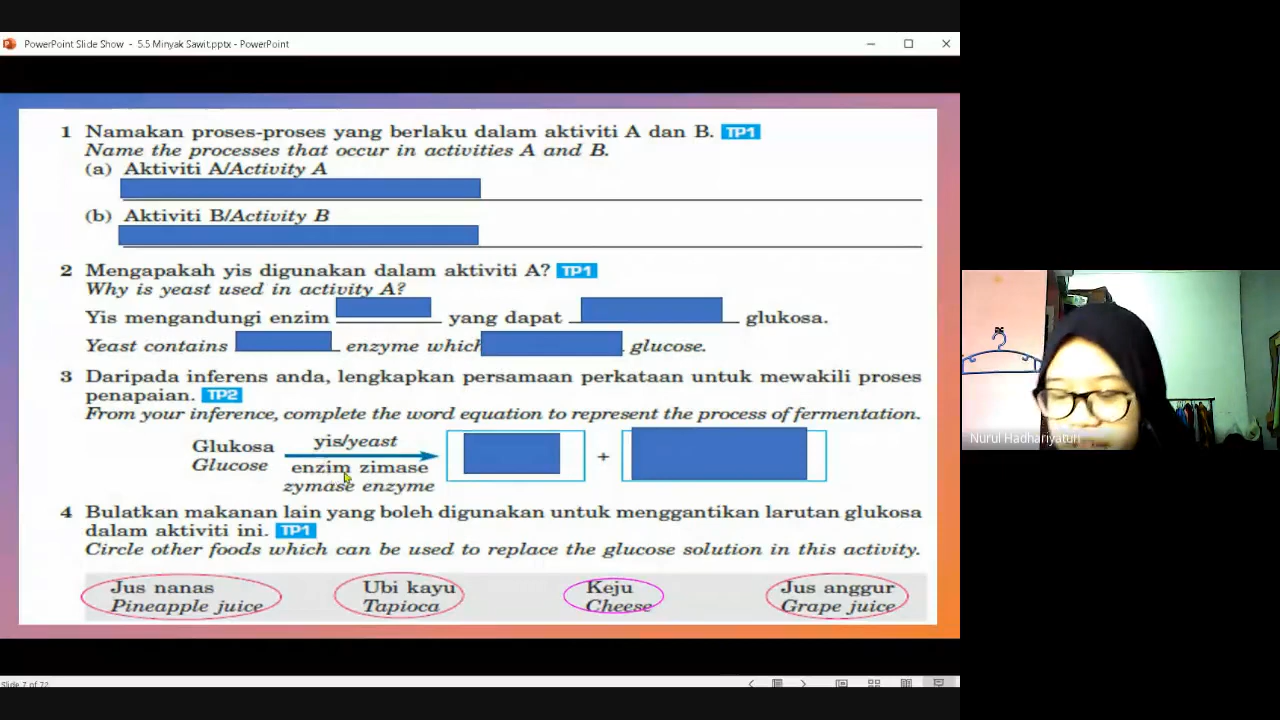 PowerPoint Slide Show - 5.5 Minyak Sawit.pptx - PowerPoint
1 Namakan proses-proses yang berlaku dalam aktiviti A dan B. TP1
Name the processes that occur in activities A and B.
(a) Aktiviti A/Activity A
(b) Aktiviti B/Activity B
2 Mengapakah yis digunakan dalam aktiviti A? TP1
Why is yeast used in activity A?
Yis mengandungi enzim yang dapat glukosa.
Yeast contains enzyme which glucose.
3 Daripada inferens anda, lengkapkan persamaan perkataan untuk mewakili proses
penapaian. TP2
From your inference, complete the word equation to represent the process of fermentation.
Glukosa yis/yeast
Glucose enzim zimase +
zymase enzyme
4 Bulatkan makanan lain yang boleh digunakan untuk menggantikan larutan glukosa
dalam aktiviti ini. TP1
Circle other foods which can be used to replace the glucose solution in this activity.
Jus nanas Ubi kayu Keju Jus anggur
Pineapple juice Tapioca Cheese Grape juice
Nurul Hadhariyatun